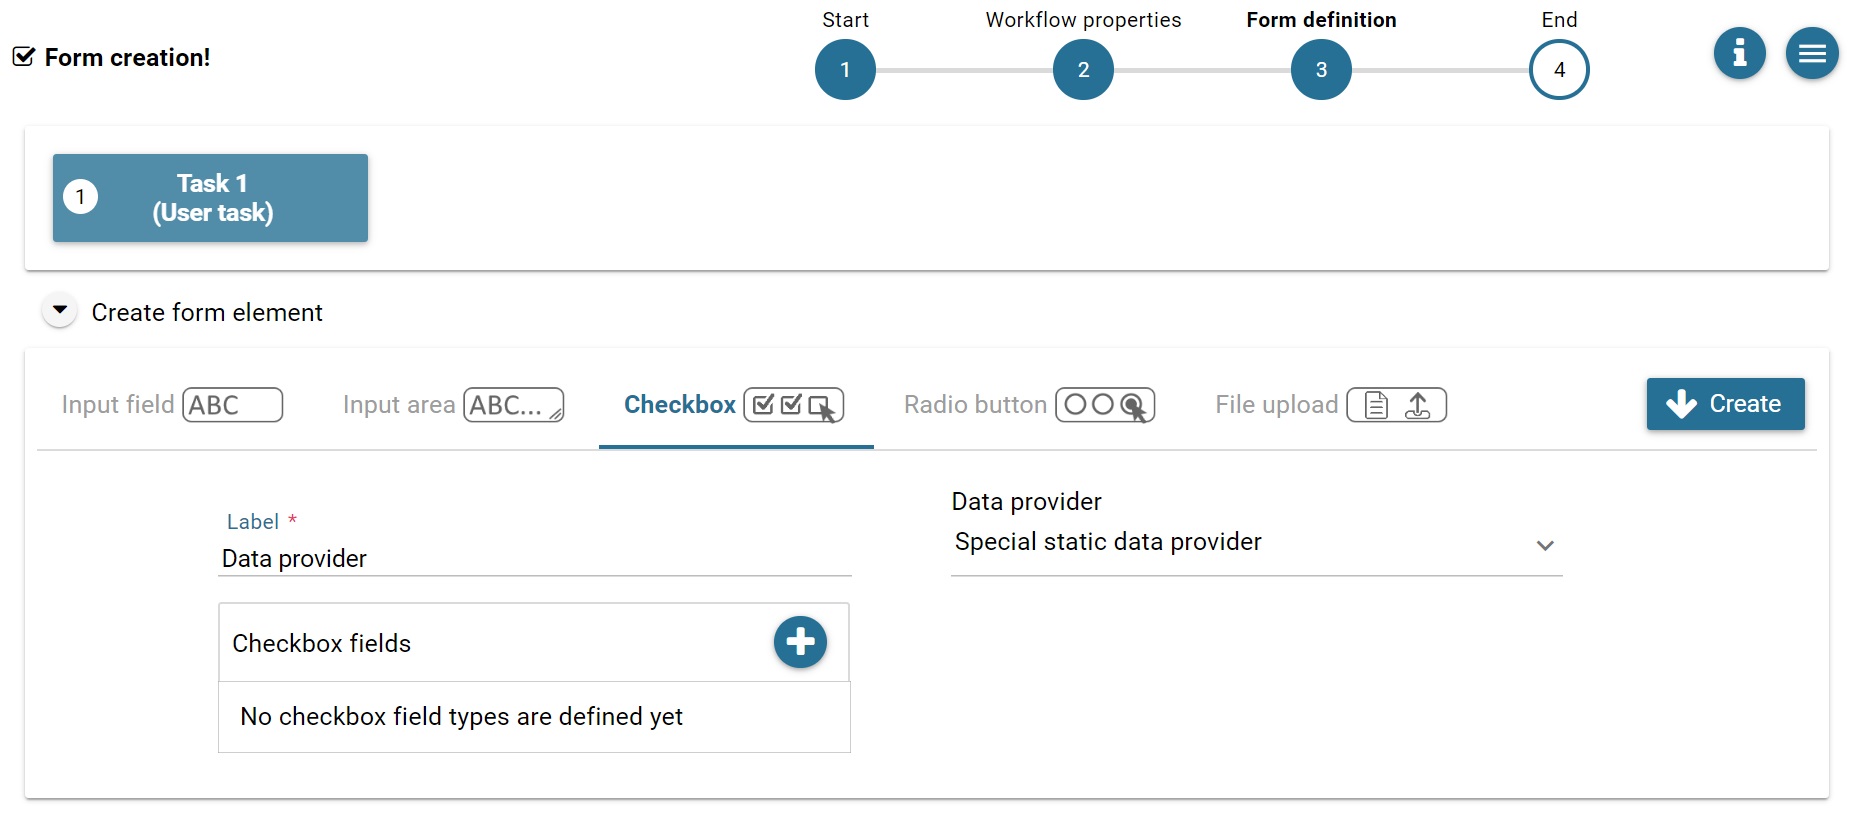 Form creation!
Start
Workflow properties
Form definition
End
1
2
3
4
1
Task 1
(User task)
Create form element
Input field ABC
Input area ABC...
Checkbox
Radio button
File upload
Create
Label *
Data provider
Data provider
Special static data provider
Checkbox fields
No checkbox field types are defined yet